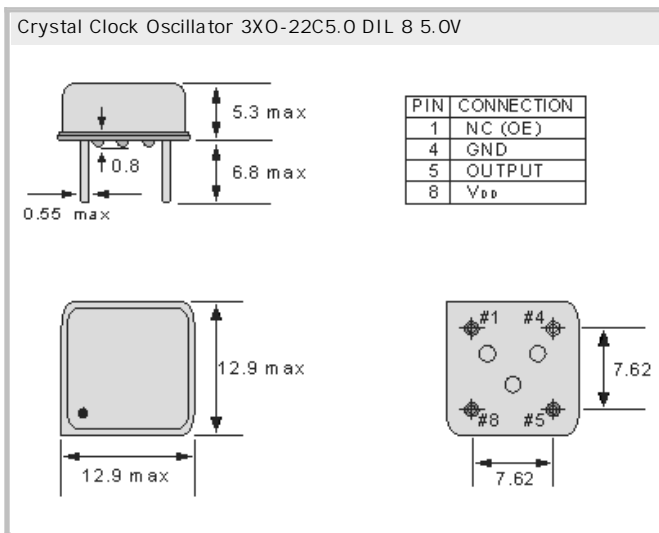 Crystal Clock Oscillator 3XO-22C5.0 DIL 8 5.0V
5.3 max
0.8
6.8 max
0.55 max
PIN CONNECTION
1 NC (OE)
4 GND
5 OUTPUT
8 VDD
12.9 max
12.9 max
#1 #4
7.62
#8 #5
7.62